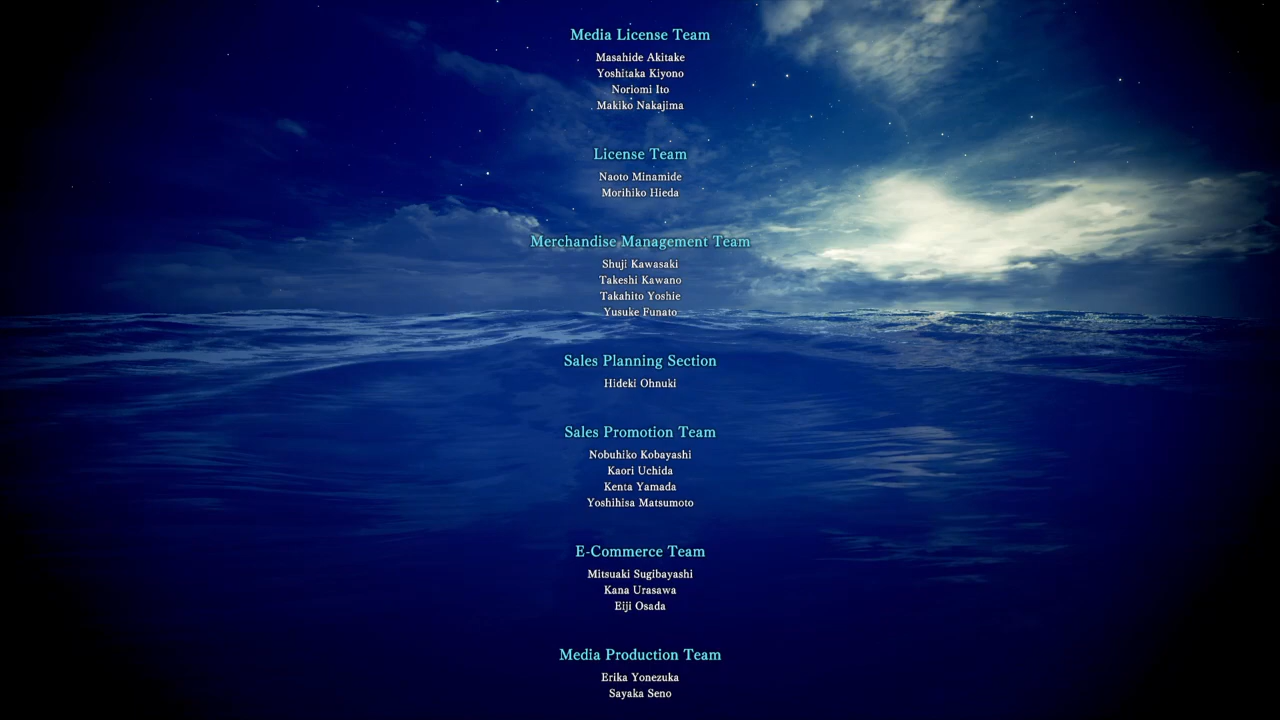 Media License Team
Masahide Akitake
Yoshitaka Kiyono
Noriomi Ito
Makiko Nakajima
License Team
Naoto Minamide
Morihiko Hieda
Merchandise Management Team
Shuji Kawasaki
Takeshi Kawano
Takahito Yoshie
Yusuke Funato
Sales Planning Section
Hideki Ohnuki
Sales Promotion Team
Nobuhiko Kobayashi
Kaori Uchida
Kenta Yamada
Yoshihisa Matsumoto
E-Commerce Team
Mitsuaki Sugibayashi
Kana Urasawa
Eiji Osada
Media Production Team
Erika Yonezuka
Sayaka Seno